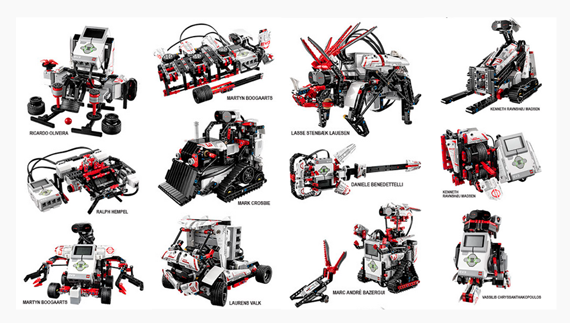 RICARDO OLIVEIRA
MARTYN BOOGAARTS
LASSE STENBÆK LAUESEN
KENNETH RAVNSHØJ MADSEN
RALPH HEMPEL
MARK CROSBIE
DANIELE BENEDETTELLI
KENNETH
RAVNSHØJ MADSEN
MARTYN BOOGAARTS
LAURENS VALK
MARC ANDRÉ BAZERGUI
VASSILIS CHRYSSANTHAKOPOULOS